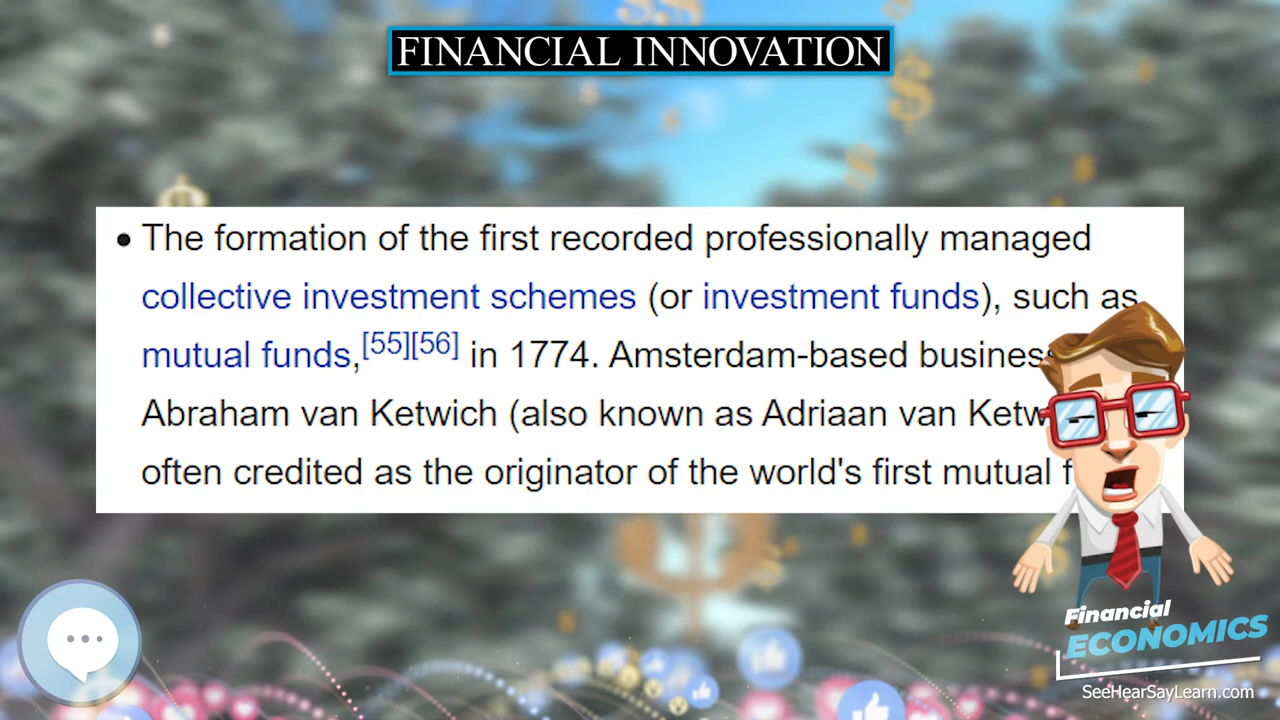 FINANCIAL INNOVATION
• The formation of the first recorded professionally managed
collective investment schemes (or investment funds), such as
mutual funds,[55][56] in 1774. Amsterdam-based
Abraham van Ketwich (also known as Adriaan van
often credited as the originator of the world's first mutual
Financial
ECONOMICS
SeeHearSayLearn.com